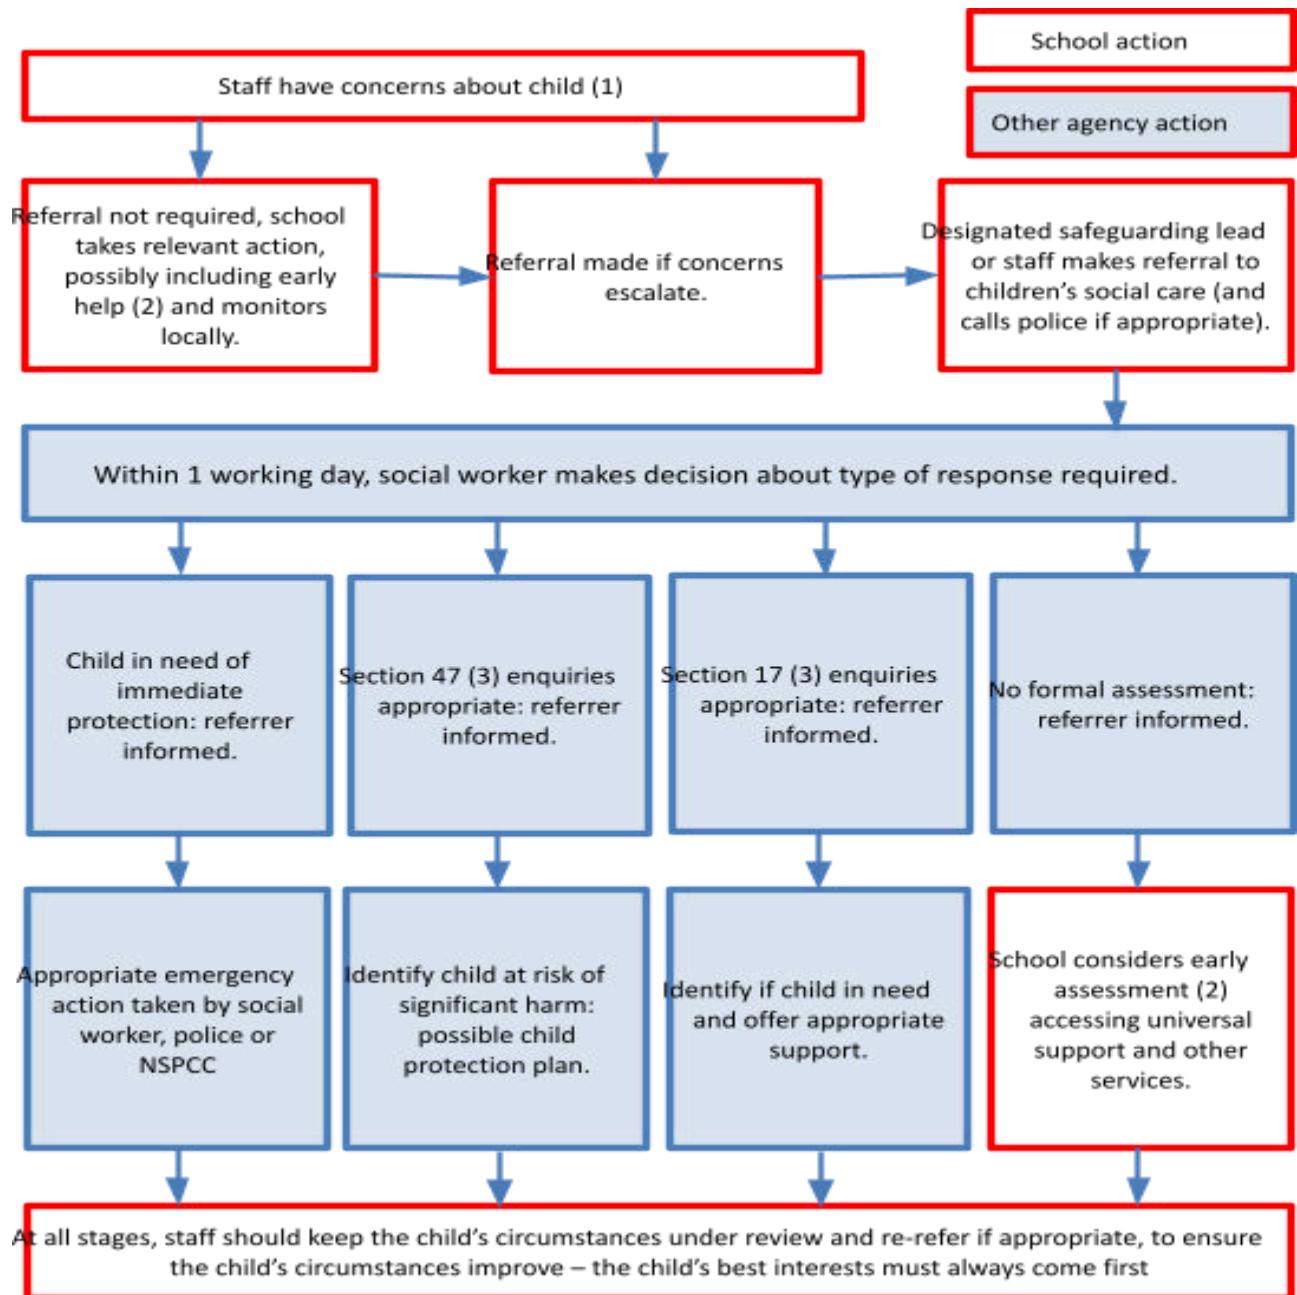 School action
Staff have concerns about child (1)
Other agency action
Referral not required, school
takes relevant action,
possibly including early
help (2) and monitors
locally.
Referral made if concerns
escalate.
Designated safeguarding lead
or staff makes referral to
children’s social care (and
calls police if appropriate).
Within 1 working day, social worker makes decision about type of response required.
Child in need of
immediate
protection: referrer
informed.
Section 47 (3) enquiries
appropriate: referrer
informed.
Section 17 (3) enquiries
appropriate: referrer
informed.
No formal assessment:
referrer informed.
Appropriate emergency
action taken by social
worker, police or
NSPCC
Identify child at risk of
significant harm:
possible child
protection plan.
Identify if child in need
and offer appropriate
support.
School considers early
assessment (2)
accessing universal
support and other
services.
At all stages, staff should keep the child’s circumstances under review and re-refer if appropriate, to ensure
the child’s circumstances improve – the child’s best interests must always come first